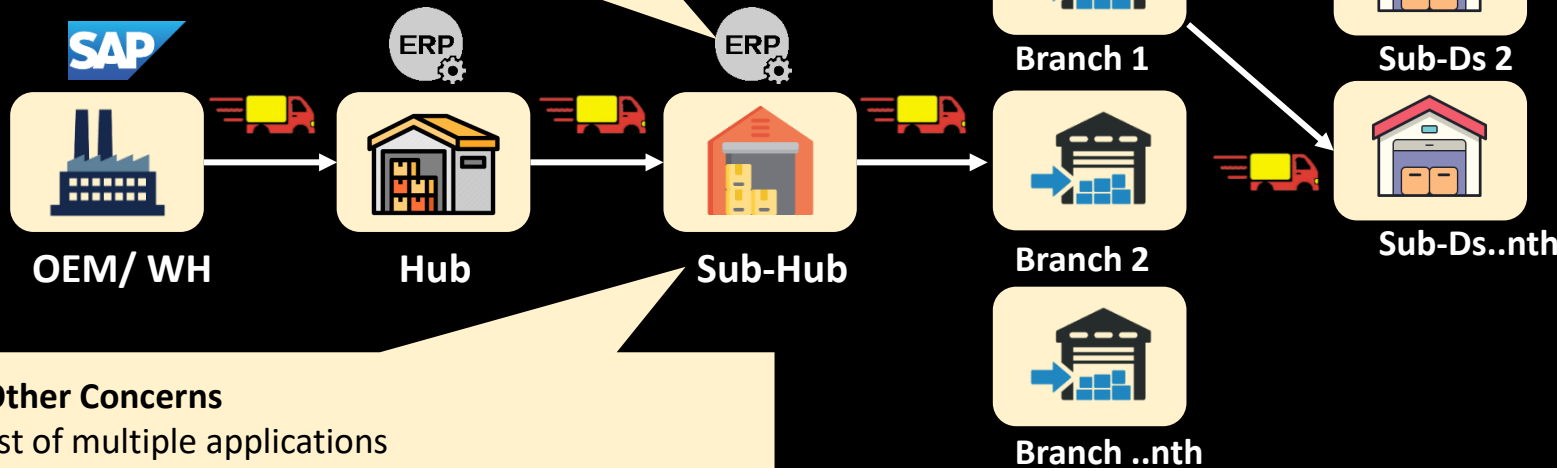 SAP
ERP
ERP
Branch 1
Sub-Ds 2
OEM/ WH
Hub
Sub-Hub
Branch 2
Sub-Ds..nth
Other Concerns
st of multiple applications
Branch ..nth